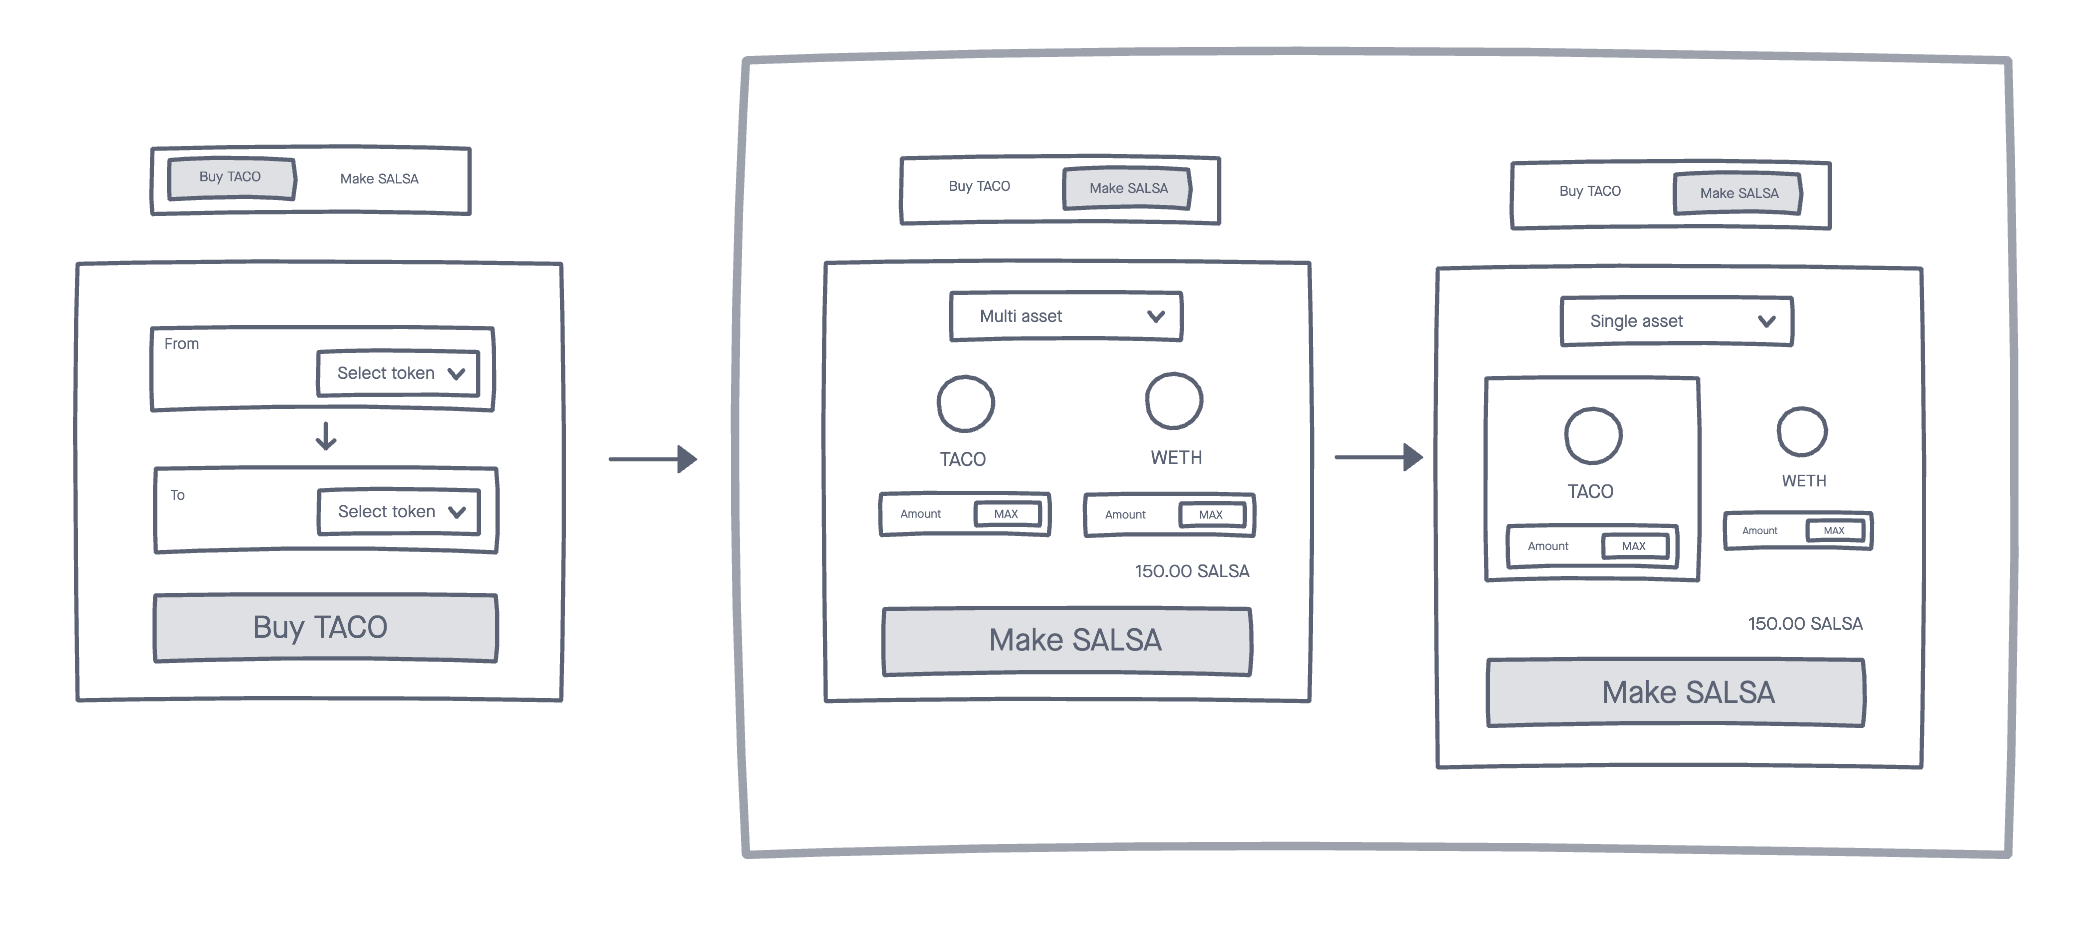 Buy TACO
Make SALSA
From
Select token
To
Select token
Buy TACO
Buy TACO
Make SALSA
Multi asset
TACO
WETH
Amount
MAX
Amount
MAX
150.00 SALSA
Make SALSA
Buy TACO
Make SALSA
Single asset
TACO
WETH
Amount
MAX
Amount
MAX
150.00 SALSA
Make SALSA